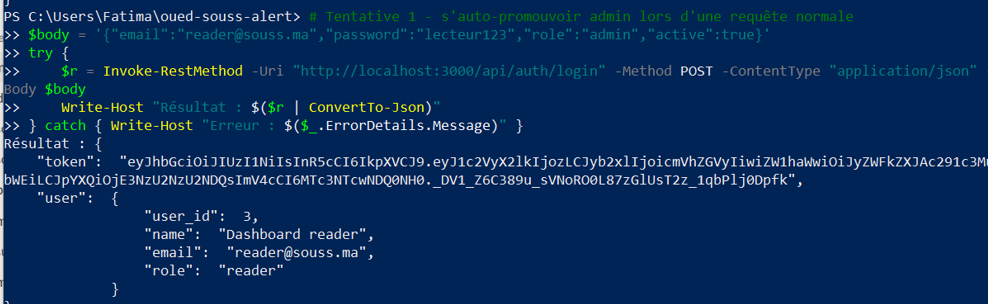 PS C:\Users\Fatima\oued-souss-alert> # Tentative 1 - s'auto-promouvoir admin lors d'une requête normale
>> $body = '{"email":"reader@souss.ma","password":"lecteur123","role":"admin","active":true}'
>> try {
>>     $r = Invoke-RestMethod -Uri "http://localhost:3000/api/auth/login" -Method POST -ContentType "application/json"
Body $body
>>     Write-Host "Résultat : $($r | ConvertTo-Json)"
>> } catch { Write-Host "Erreur : $($_.ErrorDetails.Message)" }
Résultat : {
    "token":  "eyJhbGciOiJIUzI1NiIsInR5cCI6IkpXVCJ9.eyJ1c2VyX2lkIjozLCJyb2xlIjoicmVhZGVyIiwiZW1haWwiOiJyZWFkZXJAc291c3Mu
bWEiLCJpYXQiOjE3NzU2NzU2NDQsImV4cCI6MTc3NTcwNDQ0NH0._DV1_Z6C389u_sVNoRO0L87zGlUsT2z_1qbPlj0Dpfk",
    "user":  {
                 "user_id":  3,
                 "name":  "Dashboard reader",
                 "email":  "reader@souss.ma",
                 "role":  "reader"
             }